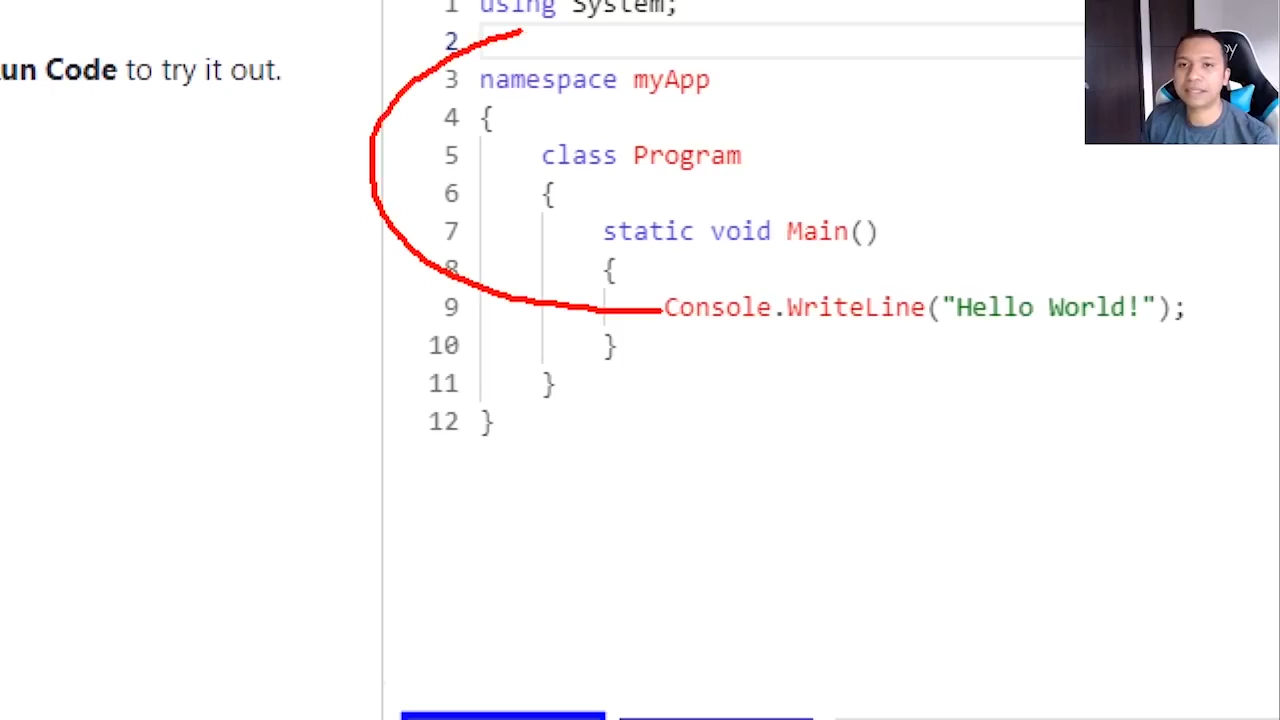 un Code to try it out.
1 using System;
2
3 namespace myApp
4 {
5 class Program
6 {
7 static void Main()
8 {
9 Console.WriteLine("Hello World!");
10 }
11 }
12 }